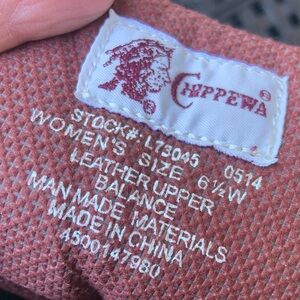 CHIPPEWA
STOCK# L73045 0514
WOMEN'S SIZE 6½W
LEATHER UPPER
BALANCE
MAN MADE MATERIALS
MADE IN CHINA
4500147980